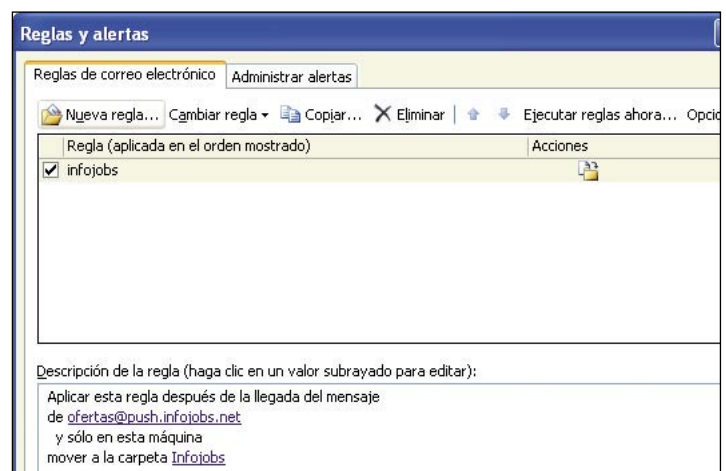 Reglas y alertas
Reglas de correo electrónico Administrar alertas
Nueva regla... Cambiar regla Copiar... Eliminar Ejecutar reglas ahora...
Regla (aplicada en el orden mostrado) Acciones
infojobs
Descripción de la regla (haga clic en un valor subrayado para editar):
Aplicar esta regla después de la llegada del mensaje
de ofertas@push.infojobs.net
y sólo en esta máquina
mover a la carpeta Infojobs